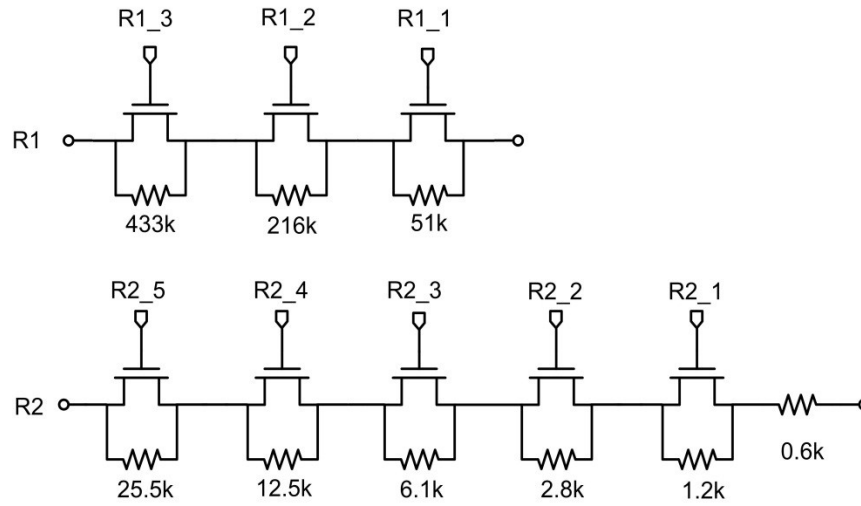 R1_3 R1_2 R1_1
R1
433k 216k 51k
R2_5 R2_4 R2_3 R2_2 R2_1
R2
0.6k
25.5k 12.5k 6.1k 2.8k 1.2k